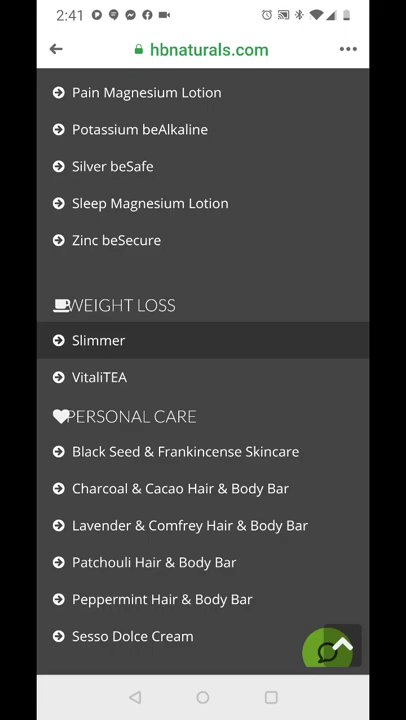 2:41
hbnaturals.com
Pain Magnesium Lotion
Potassium beAlkaline
Silver beSafe
Sleep Magnesium Lotion
Zinc beSecure
WEIGHT LOSS
Slimmer
VitaliTEA
PERSONAL CARE
Black Seed & Frankincense Skincare
Charcoal & Cacao Hair & Body Bar
Lavender & Comfrey Hair & Body Bar
Patchouli Hair & Body Bar
Peppermint Hair & Body Bar
Sesso Dolce Cream